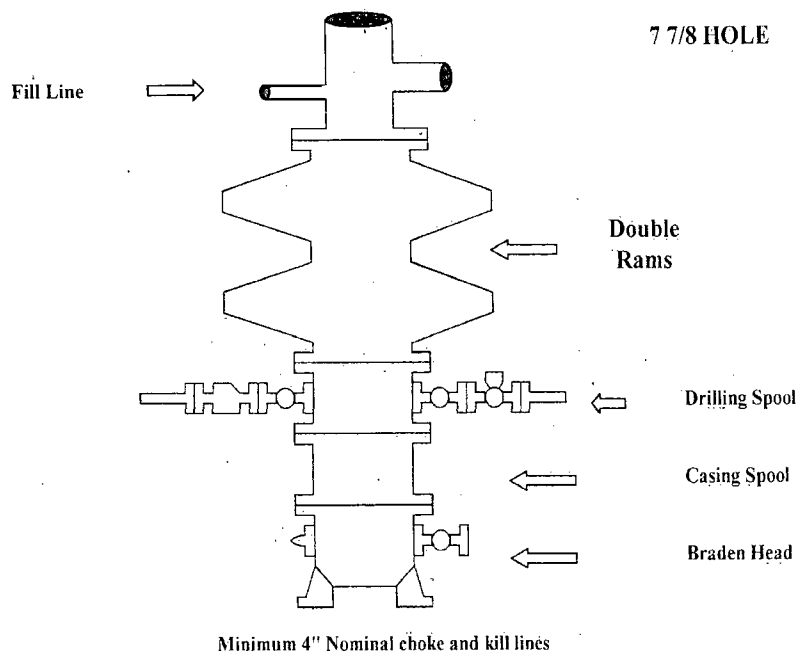 7 7/8 HOLE
Fill Line
Double
Rams
Drilling Spool
Casing Spool
Braden Head
Minimum 4" Nominal choke and kill lines